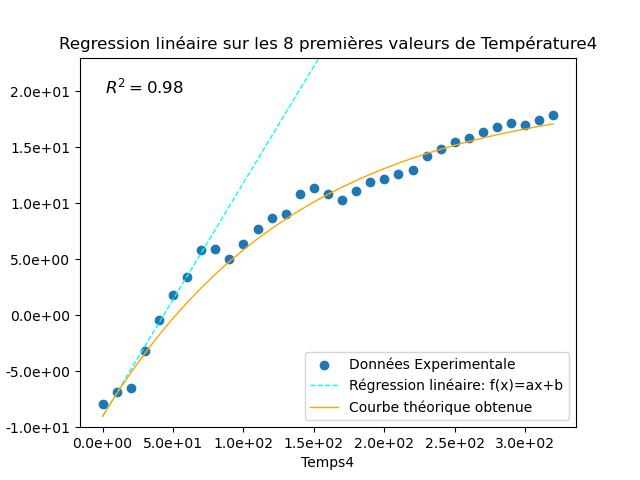 Regression linéaire sur les 8 premières valeurs de Température4
R² = 0.98
2.0e+01
1.5e+01
1.0e+01
5.0e+00
0.0e+00
-5.0e+00
-1.0e+01
Données Experimentale
Régression linéaire: f(x)=ax+b
Courbe théorique obtenue
0.0e+00 5.0e+01 1.0e+02 1.5e+02 2.0e+02 2.5e+02 3.0e+02
Temps4